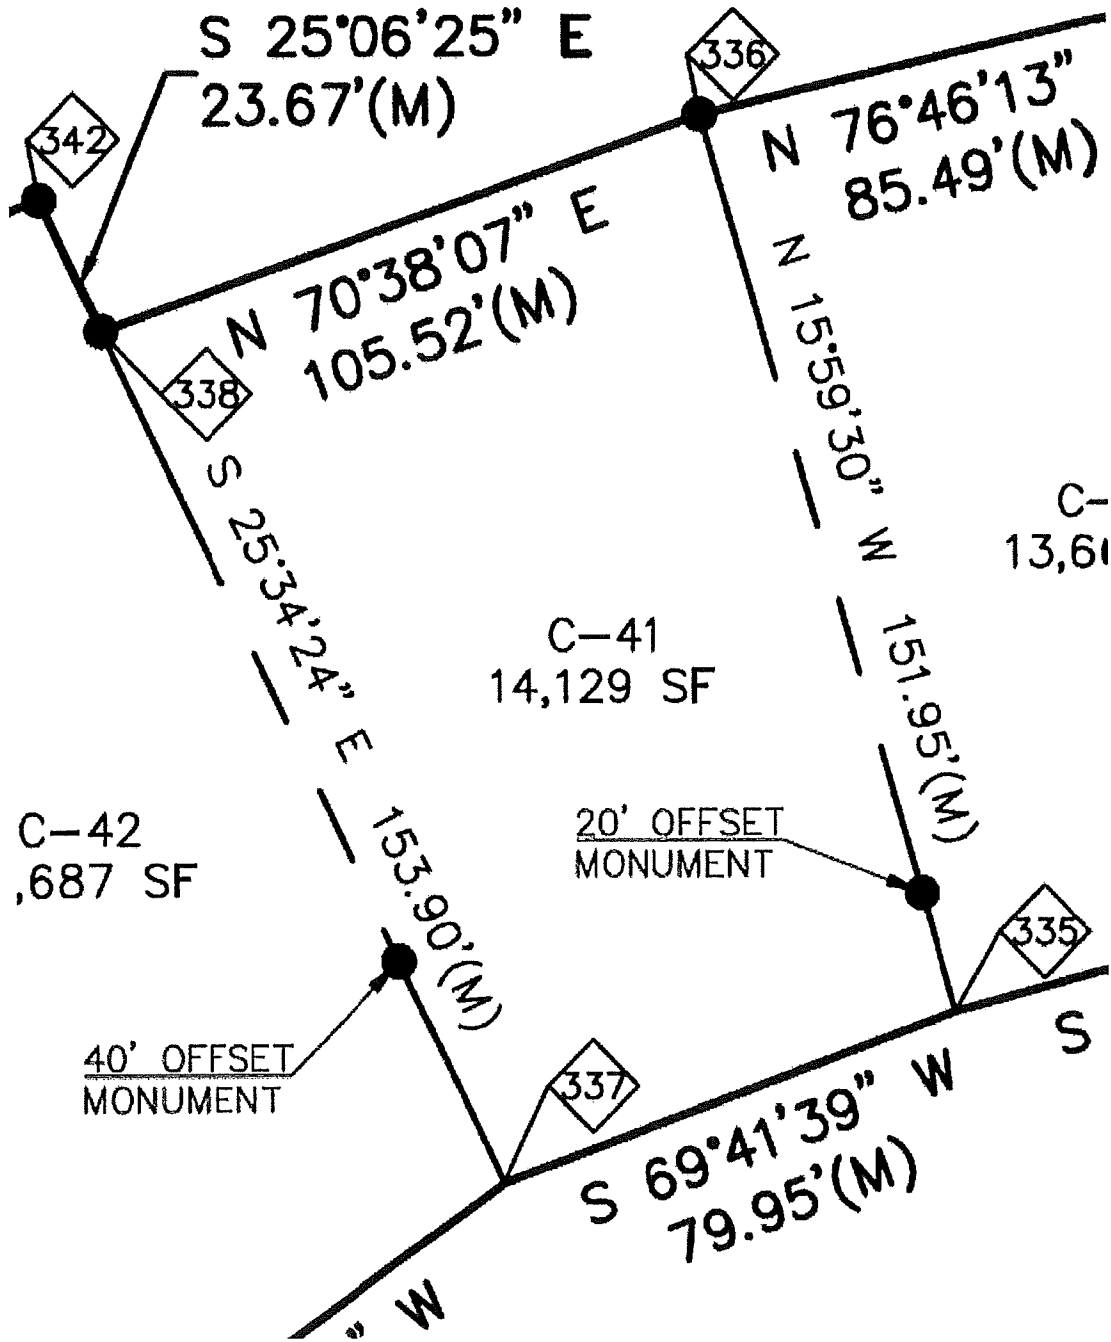 S 25°06'25" E
23.67'(M)
336
342
N 76°46'13"
85.49'(M)
N 70°38'07" E
105.52'(M)
338
N 15°59'30" W 151.95'(M)
S 25°34'24" E 153.90'(M)
C-
13,6
C-41
14,129 SF
C-42
,687 SF
20' OFFSET
MONUMENT
335
40' OFFSET
MONUMENT
337
S
S 69°41'39" W
79.95'(M)
" W